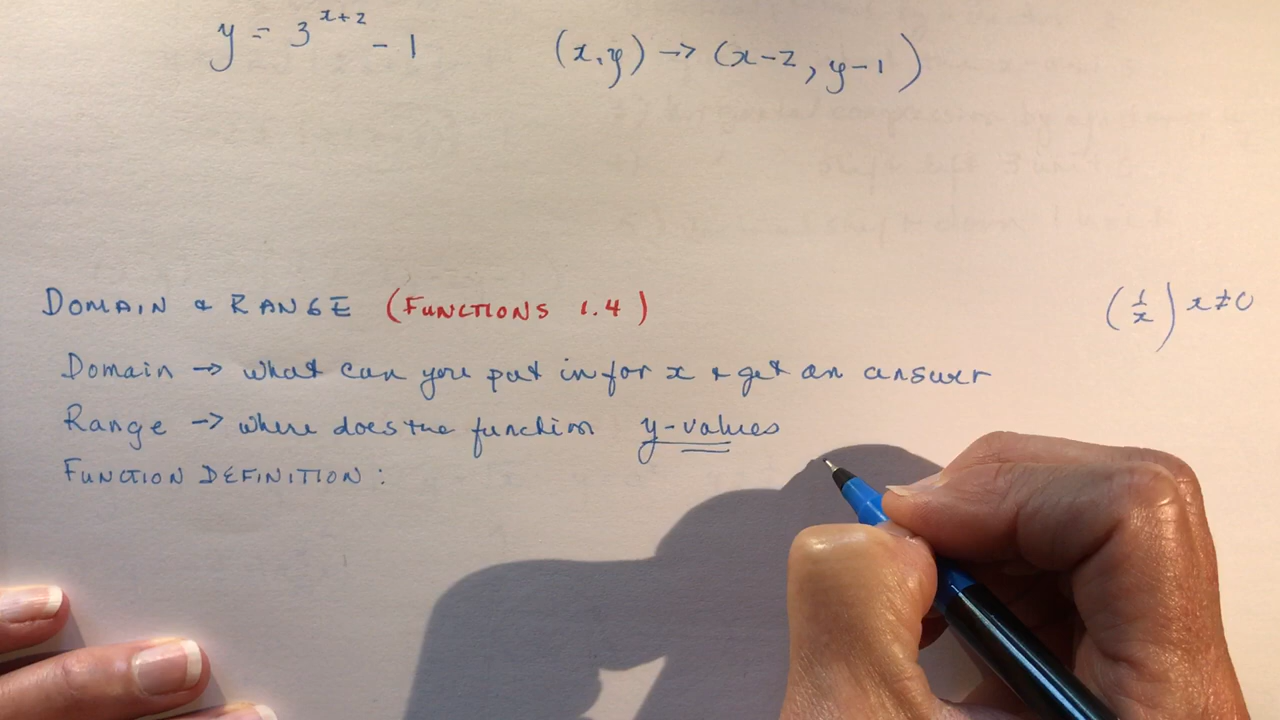 y = 3^{x+2} - 1 (x,y) → (x-2, y-1)
DOMAIN & RANGE (FUNCTIONS 1.4) (1/x) x≠0
Domain → what can you put in for x & get an answer
Range → where does the function y-values
FUNCTION DEFINITION: